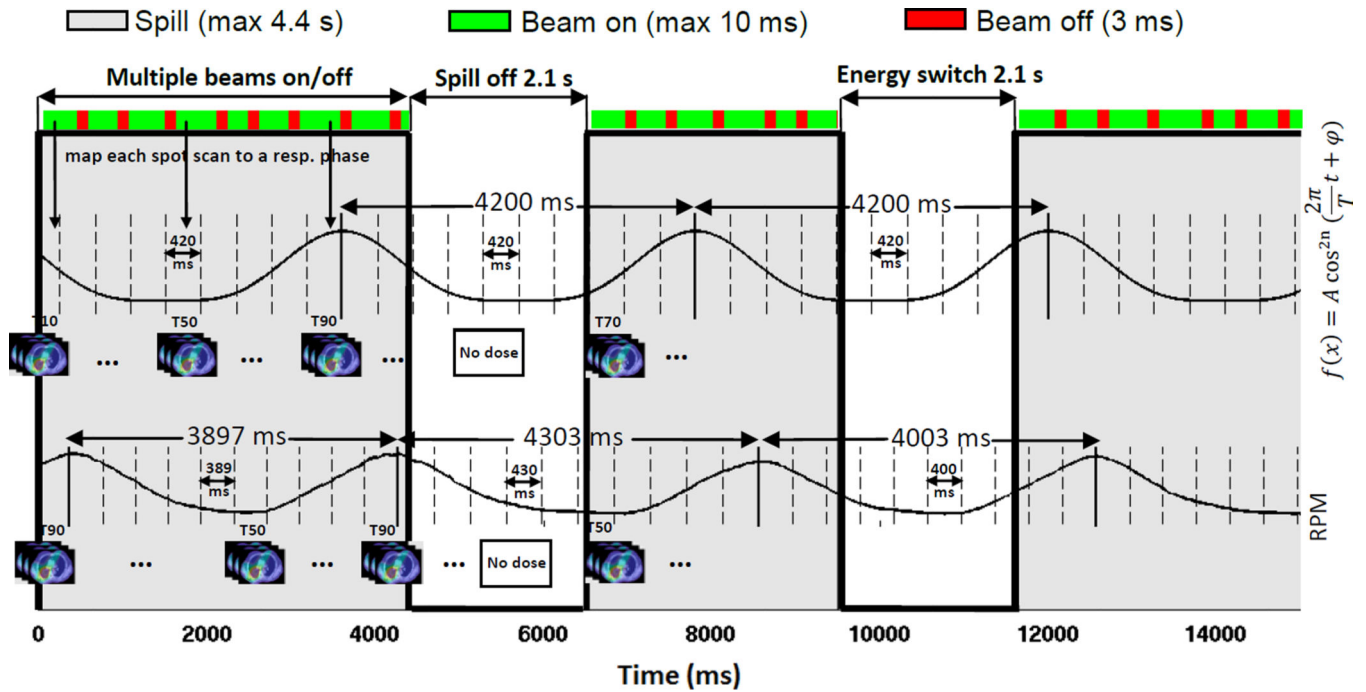 Spill (max 4.4 s)
Beam on (max 10 ms)
Beam off (3 ms)
Multiple beams on/off
Spill off 2.1 s
Energy switch 2.1 s
map each spot scan to a resp. phase
4200 ms
4200 ms
420
ms
420
ms
420
ms
T10
...
T50
...
T90
...
No dose
T70
...
f(x) = A cos²ⁿ (2π/T t + φ)
3897 ms
4303 ms
4003 ms
389
ms
430
ms
400
ms
T90
...
T50
...
T90
...
No dose
T50
...
RPM
0
2000
4000
6000
8000
10000
12000
14000
Time (ms)